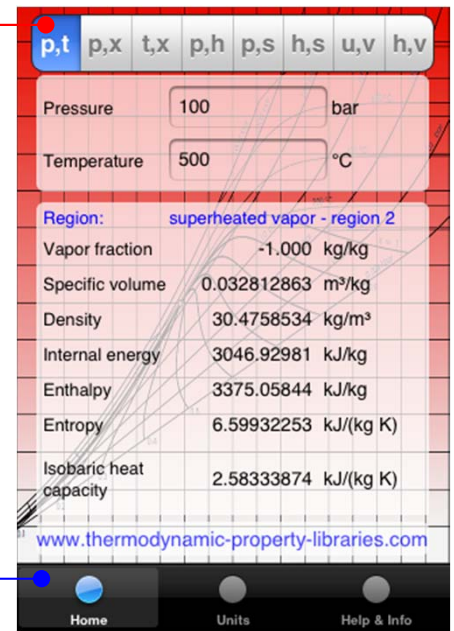 p,t p,x t,x p,h p,s h,s u,v h,v
Pressure 100 bar
Temperature 500 °C
Region: superheated vapor - region 2
Vapor fraction -1.000 kg/kg
Specific volume 0.032812863 m³/kg
Density 30.4758534 kg/m³
Internal energy 3046.92981 kJ/kg
Enthalpy 3375.05844 kJ/kg
Entropy 6.59932253 kJ/(kg K)
Isobaric heat
capacity 2.58333874 kJ/(kg K)
www.thermodynamic-property-libraries.com
Home Units Help & Info